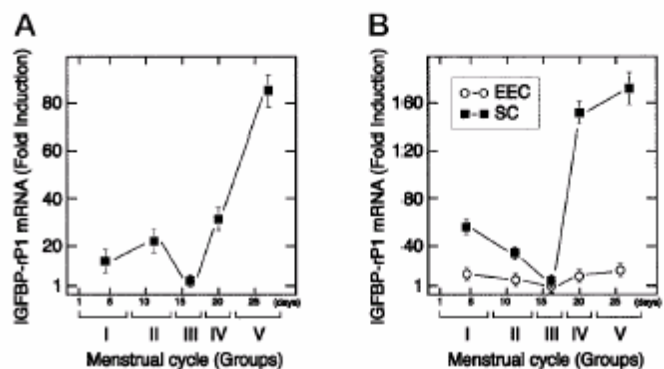 A
IGFBP-rP1 mRNA (Fold Induction)
80
60
40
20
1
1 5 10 15 20 25 (days)
I II III IV V
Menstrual cycle (Groups)
B
IGFBP-rP1 mRNA (Fold Induction)
160
120
80
40
1
EEC
SC
1 5 10 15 20 25 (days)
I II III IV V
Menstrual cycle (Groups)